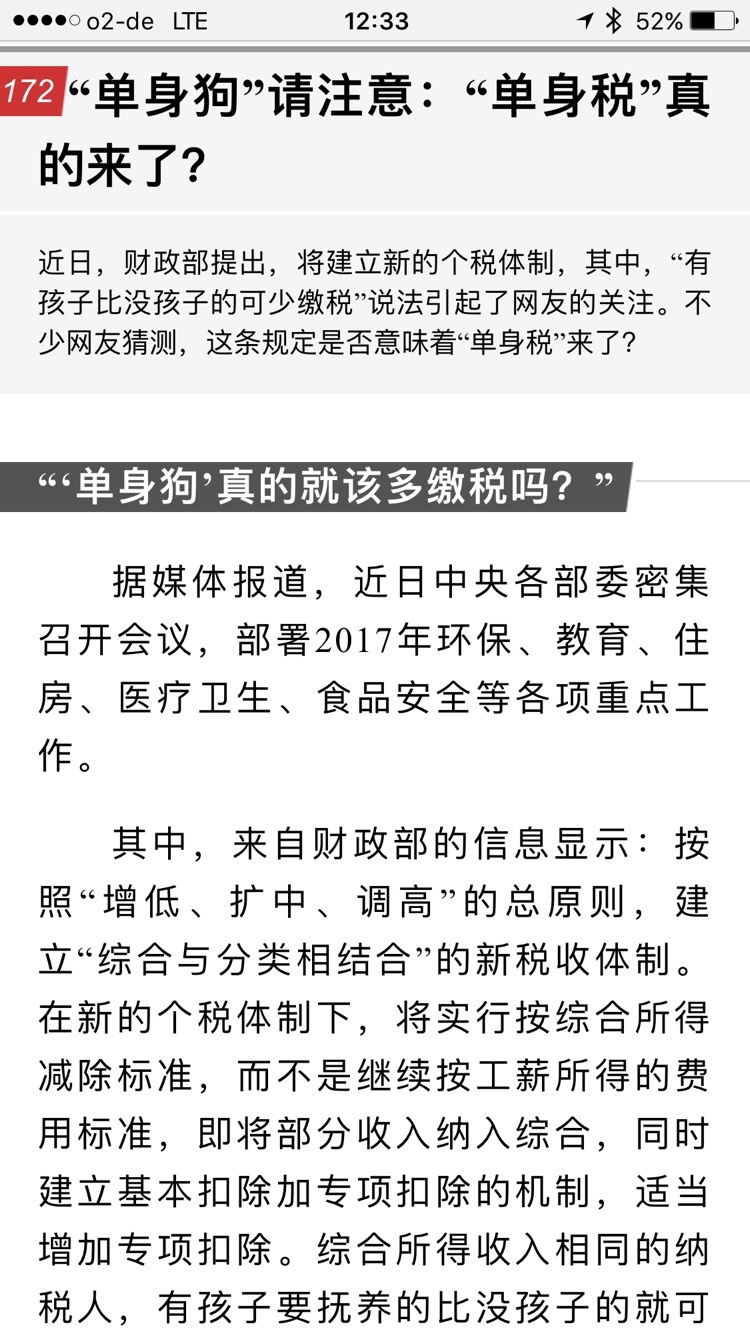 o2-de LTE 12:33 52%
172 “单身狗”请注意：“单身税”真
的来了？
近日，财政部提出，将建立新的个税体制，其中，“有
孩子比没孩子的可少缴税”说法引起了网友的关注。不
少网友猜测，这条规定是否意味着“单身税”来了？
“‘单身狗’真的就该多缴税吗？”
据媒体报道，近日中央各部委密集
召开会议，部署2017年环保、教育、住
房、医疗卫生、食品安全等各项重点工
作。
其中，来自财政部的信息显示：按
照“增低、扩中、调高”的总原则，建
立“综合与分类相结合”的新税收体制。
在新的个税体制下，将实行按综合所得
减除标准，而不是继续按工薪所得的费
用标准，即将部分收入纳入综合，同时
建立基本扣除加专项扣除的机制，适当
增加专项扣除。综合所得收入相同的纳
税人，有孩子要抚养的比没孩子的就可